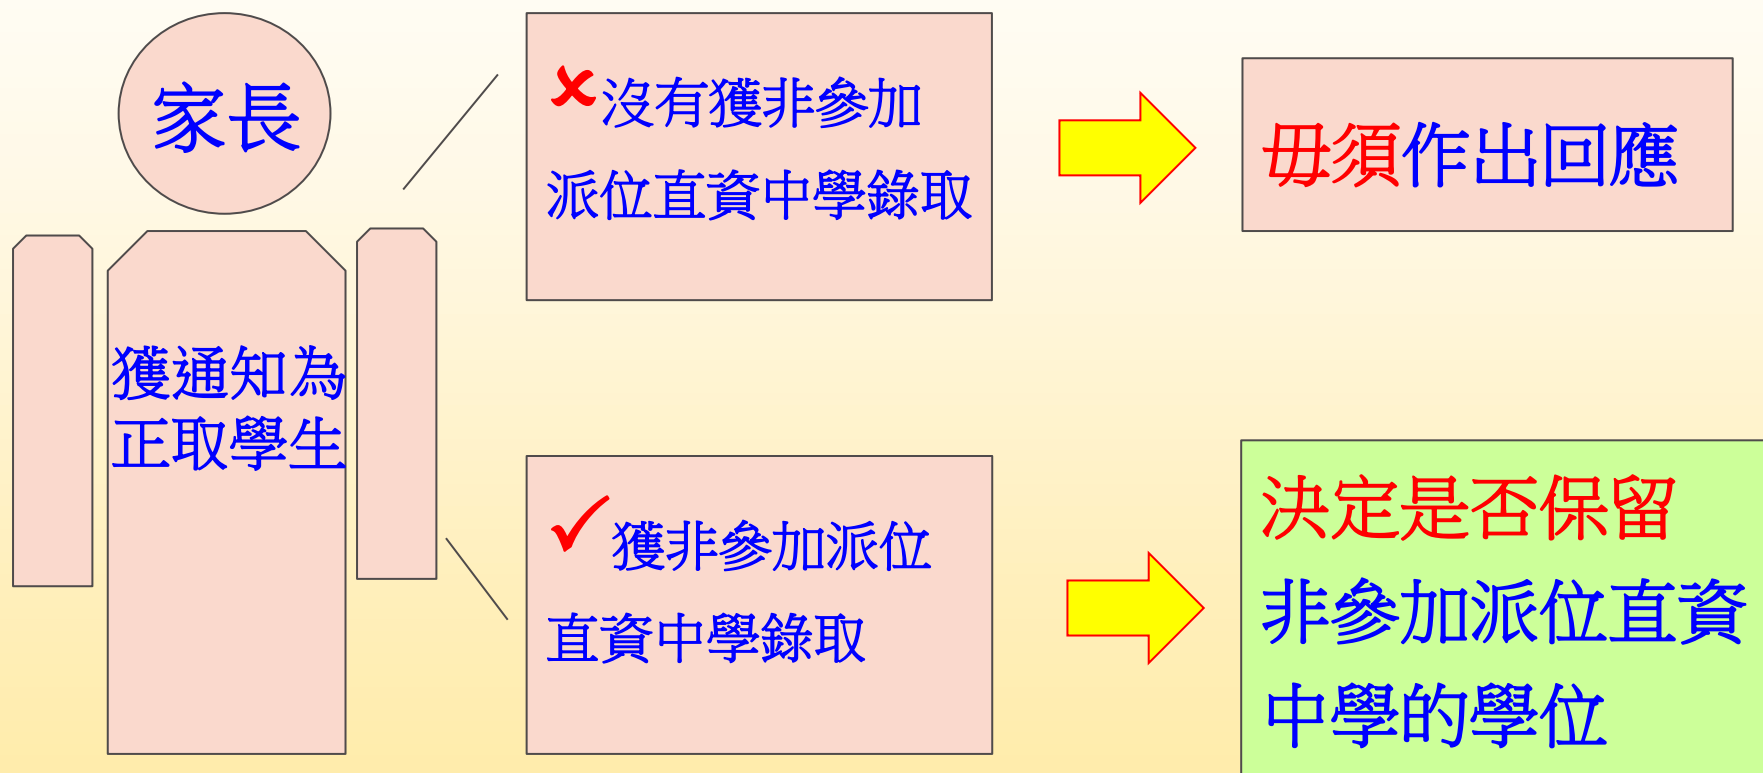 家長
獲通知為
正取學生
✘沒有獲非參加
派位直資中學錄取
毋須作出回應
✓獲非參加派位
直資中學錄取
決定是否保留
非參加派位直資
中學的學位